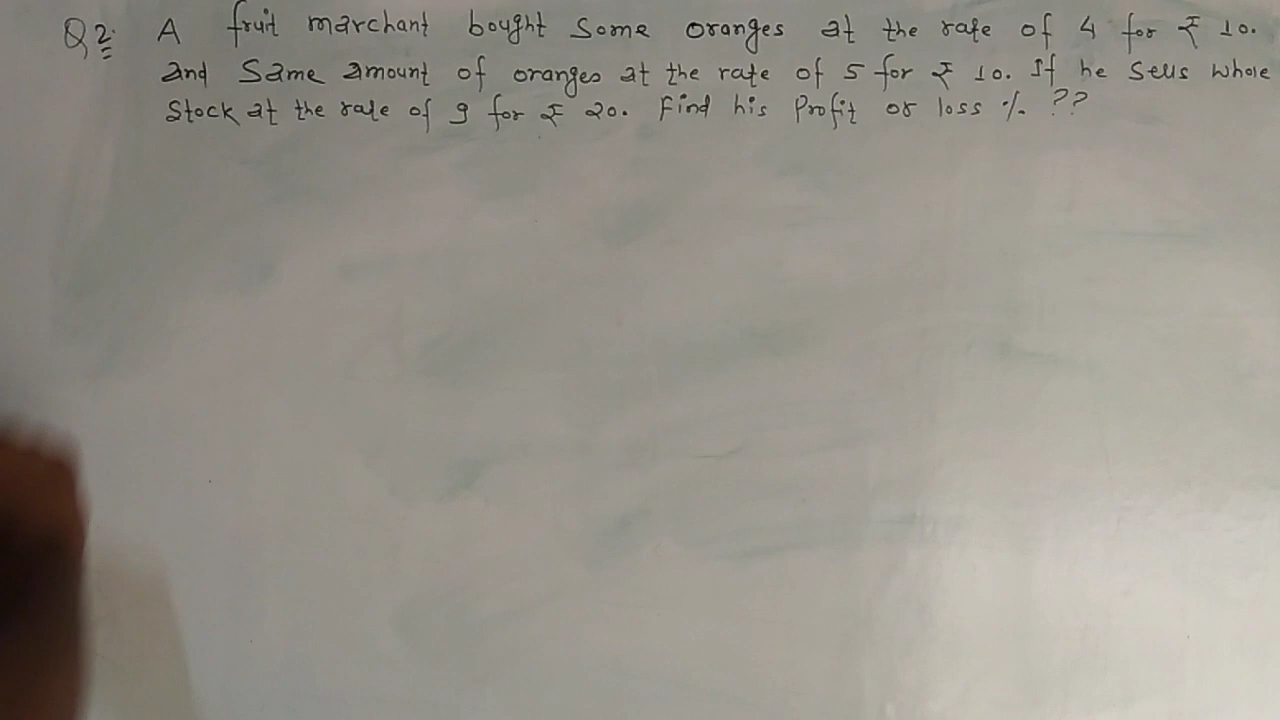 Q2. A fruit marchant bought some oranges at the rate of 4 for ₹ 10.
and same amount of oranges at the rate of 5 for ₹ 10. If he sells whole
stock at the rate of 9 for ₹ 20. Find his Profit or loss % ??